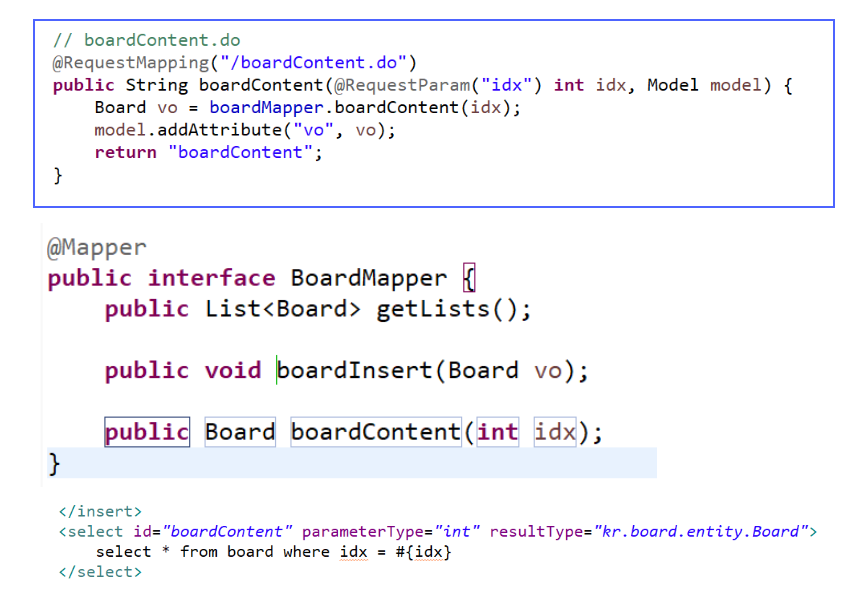 // boardContent.do
@RequestMapping("/boardContent.do")
public String boardContent(@RequestParam("idx") int idx, Model model) {
    Board vo = boardMapper.boardContent(idx);
    model.addAttribute("vo", vo);
    return "boardContent";
}
@Mapper
public interface BoardMapper {
    public List<Board> getLists();
    public void boardInsert(Board vo);
    public Board boardContent(int idx);
}
</insert>
<select id="boardContent" parameterType="int" resultType="kr.board.entity.Board">
    select * from board where idx = #{idx}
</select>